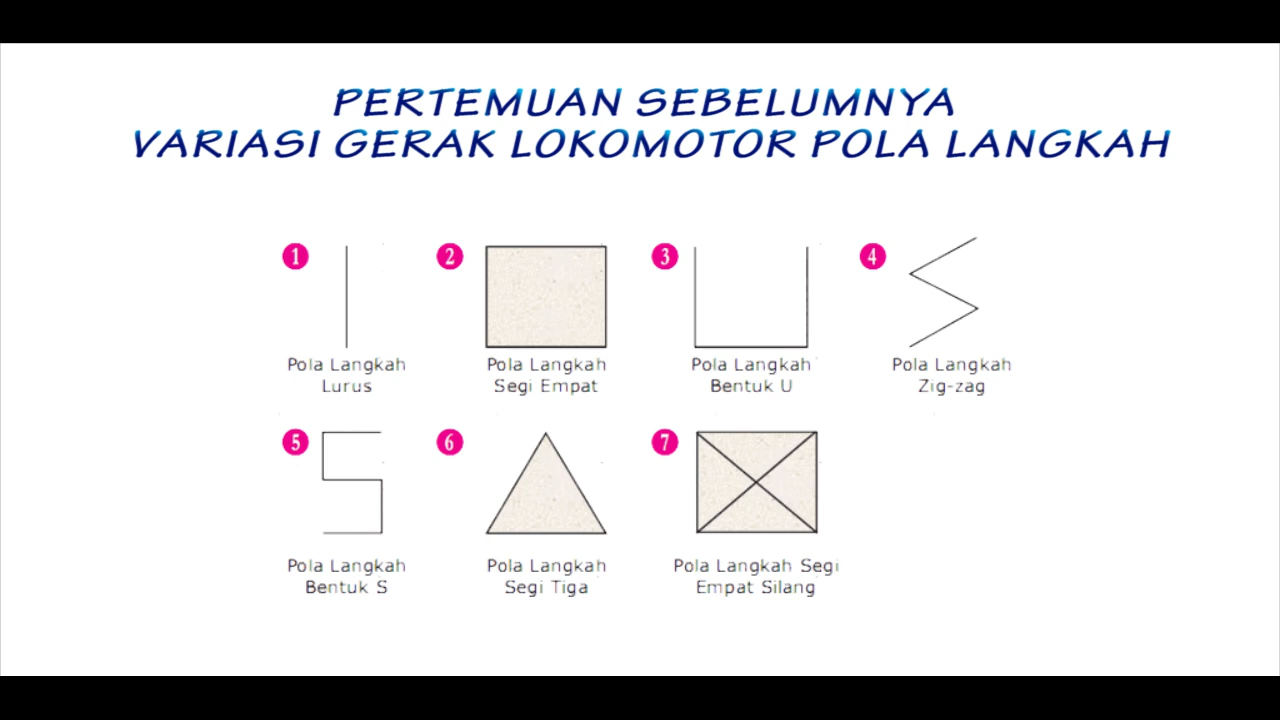 PERTEMUAN SEBELUMNYA
VARIASI GERAK LOKOMOTOR POLA LANGKAH
1
Pola Langkah
Lurus
2
Pola Langkah
Segi Empat
3
Pola Langkah
Bentuk U
4
Pola Langkah
Zig-zag
5
Pola Langkah
Bentuk S
6
Pola Langkah
Segi Tiga
7
Pola Langkah Segi
Empat Silang